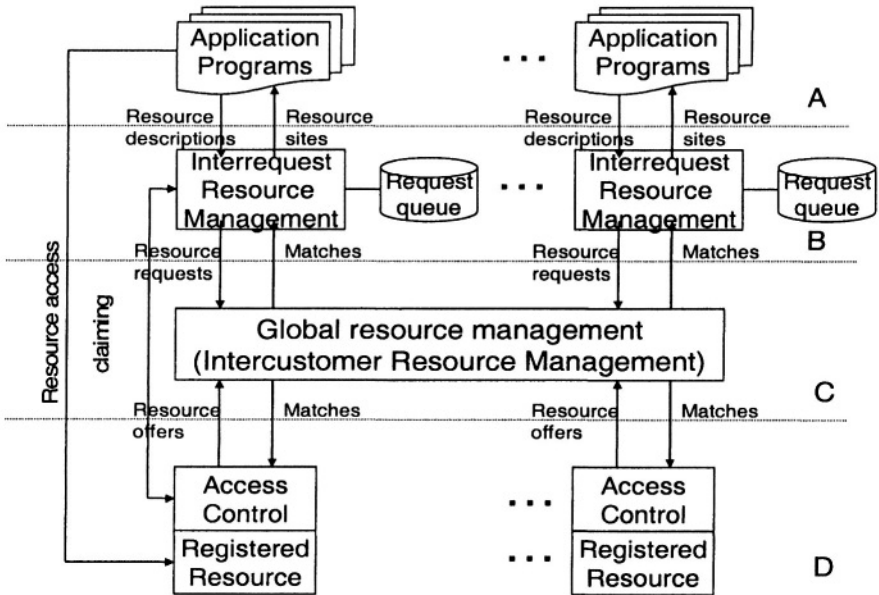 Application
Programs
Application
Programs
A
Resource
descriptions
Resource
sites
Resource
descriptions
Resource
sites
Interrequest
Resource
Management
Request
queue
Interrequest
Resource
Management
Request
queue
B
Resource
requests
Matches
Resource
requests
Matches
Resource access
claiming
Global resource management
(Intercustomer Resource Management)
C
Resource
offers
Matches
Resource
offers
Matches
Access
Control
Access
Control
Registered
Resource
Registered
Resource
D